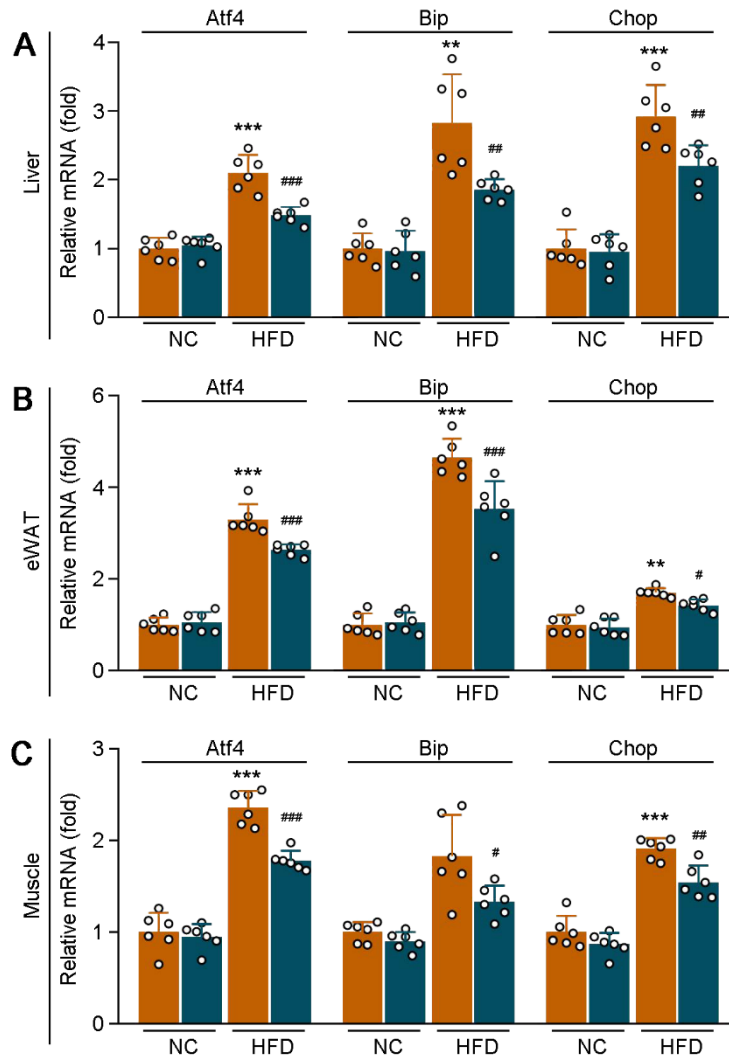 A
Liver
Relative mRNA (fold)
Atf4 Bip Chop
4
3
2
1
0
*** ### ** ## *** ##
NC HFD NC HFD NC HFD
B
eWAT
Relative mRNA (fold)
Atf4 Bip Chop
6
4
2
0
*** ### *** ### ** #
NC HFD NC HFD NC HFD
C
Muscle
Relative mRNA (fold)
Atf4 Bip Chop
3
2
1
0
*** ### # *** ##
NC HFD NC HFD NC HFD